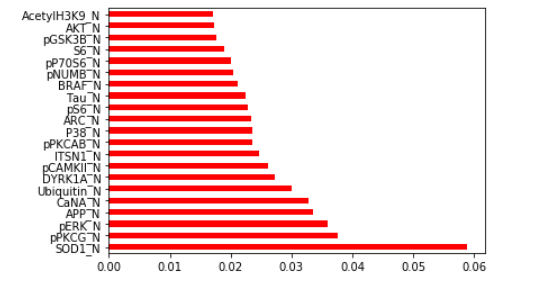 AcetylH3K9_N
AKT_N
pGSK3B_N
S6_N
pP70S6_N
pNUMB_N
BRAF_N
Tau_N
pS6_N
ARC_N
P38_N
pPKCAB_N
ITSN1_N
pCAMKII_N
DYRK1A_N
Ubiquitin_N
CaNA_N
APP_N
pERK_N
pPKCG_N
SOD1_N
0.00 0.01 0.02 0.03 0.04 0.05 0.06